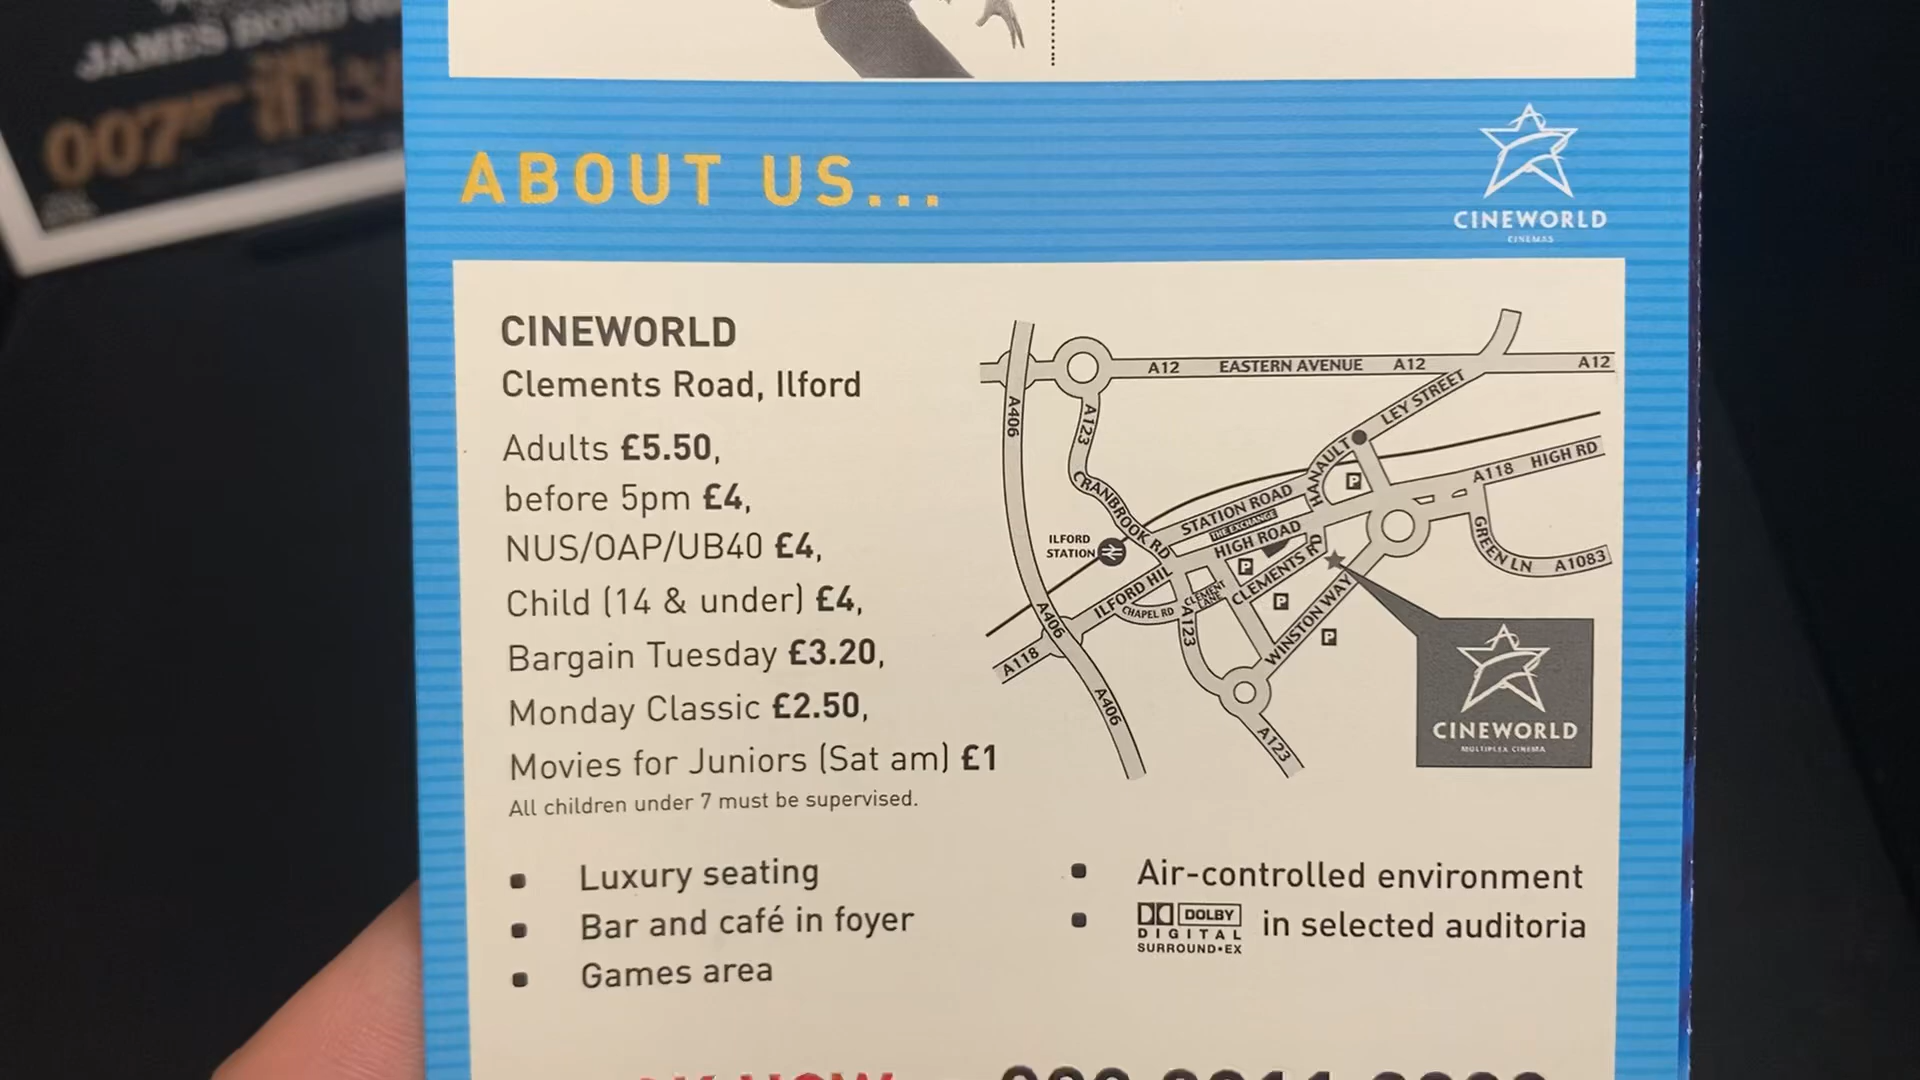 JAMES BOND
007
ABOUT US...
CINEWORLD
CINEMAS
CINEWORLD
Clements Road, Ilford
Adults £5.50,
before 5pm £4,
NUS/OAP/UB40 £4,
Child (14 & under) £4,
Bargain Tuesday £3.20,
Monday Classic £2.50,
Movies for Juniors (Sat am) £1
All children under 7 must be supervised.
A12 EASTERN AVENUE A12 A12
A406
A123
LEY STREET
CRANBROOK RD
HANAULT
P
A118 HIGH RD
STATION ROAD
THE EXCHANGE
HIGH ROAD
ILFORD
STATION
GREEN LN A1083
P
CLEMENTS RD
ILFORD HIL
CHAPEL RD
CLEMENT
LANE
P
A406
A123
WINSTON WAY
P
A118
A406
A123
CINEWORLD
MULTIPLEX CINEMA
Luxury seating
Bar and café in foyer
Games area
Air-controlled environment
DOLBY
DIGITAL
SURROUND•EX
in selected auditoria